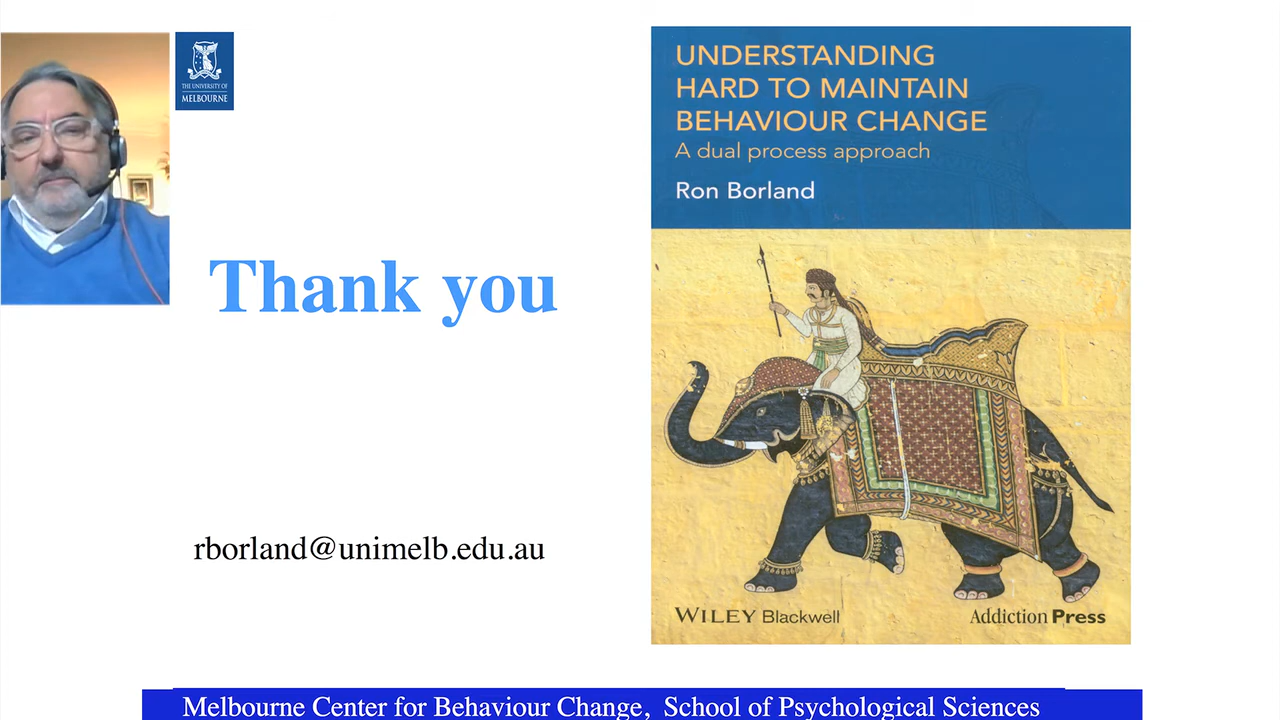 THE UNIVERSITY OF
MELBOURNE
Thank you
rborland@unimelb.edu.au
UNDERSTANDING
HARD TO MAINTAIN
BEHAVIOUR CHANGE
A dual process approach
Ron Borland
WILEY Blackwell
Addiction Press
Melbourne Center for Behaviour Change, School of Psychological Sciences